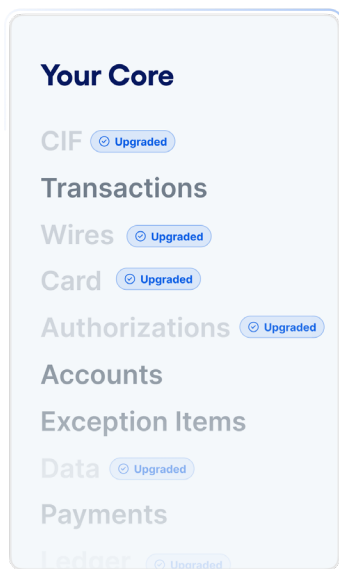 Your Core
CIF Upgraded
Transactions
Wires Upgraded
Card Upgraded
Authorizations Upgraded
Accounts
Exception Items
Data Upgraded
Payments
Ledger Upgraded